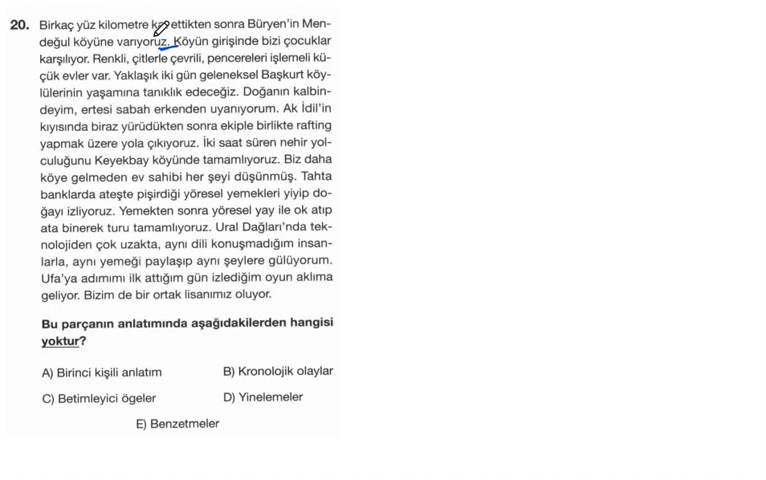 20. Birkaç yüz kilometre ettikten sonra Büryen’in Men-
değul köyüne varıyoruz. Köyün girişinde bizi çocuklar
karşılıyor. Renkli, çitlerle çevrili, pencereleri işlemeli kü-
çük evler var. Yaklaşık iki gün geleneksel Başkurt köy-
lülerinin yaşamına tanıklık edeceğiz. Doğanın kalbin-
deyim, ertesi sabah erkenden uyanıyorum. Ak İdil’in
kıyısında biraz yürüdükten sonra ekiple birlikte rafting
yapmak üzere yola çıkıyoruz. İki saat süren nehir yol-
culuğunu Keyekbay köyünde tamamlıyoruz. Biz daha
köye gelmeden ev sahibi her şeyi düşünmüş. Tahta
banklarda ateşte pişirdiği yöresel yemekleri yiyip do-
ğayı izliyoruz. Yemekten sonra yöresel yay ile ok atıp
ata binerek turu tamamlıyoruz. Ural Dağları’nda tek-
nolojiden çok uzakta, aynı dili konuşmadığım insan-
larla, aynı yemeği paylaşıp aynı şeylere gülüyorum.
Ufa’ya adımımı ilk attığım gün izlediğim oyun aklıma
geliyor. Bizim de bir ortak lisanımız oluyor.
Bu parçanın anlatımında aşağıdakilerden hangisi
yoktur?
A) Birinci kişili anlatım B) Kronolojik olaylar
C) Betimleyici ögeler D) Yinelemeler
E) Benzetmeler